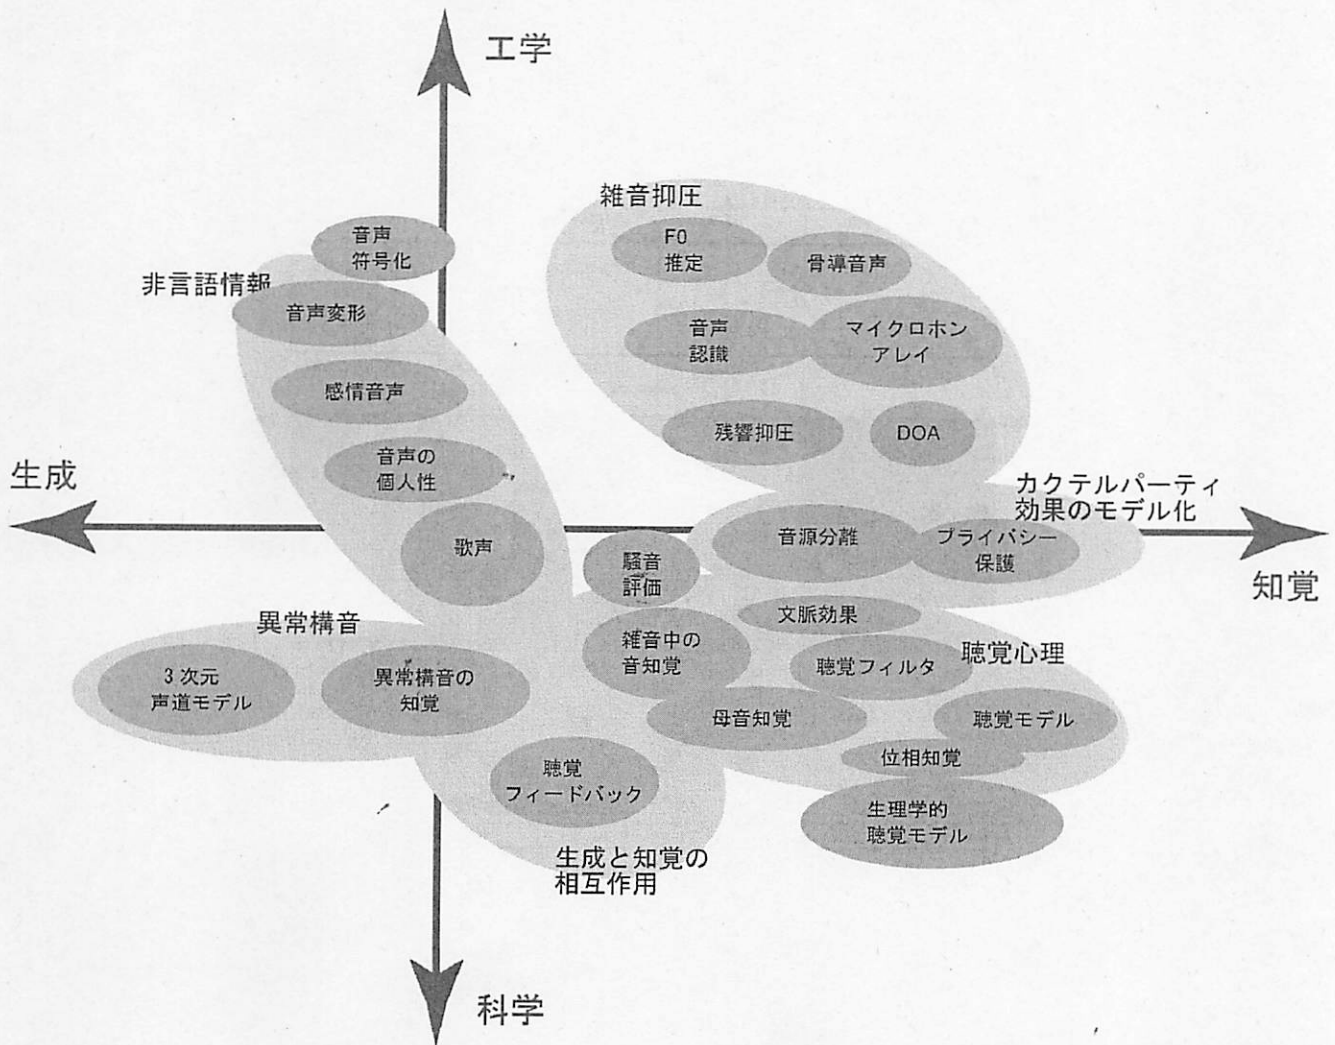 工学
雑音抑圧
音声
符号化
F0
推定
骨導音声
非言語情報
音声変形
音声
認識
マイクロホン
アレイ
感情音声
残響抑圧
DOA
音声の
個人性
生成
カクテルパーティ
効果のモデル化
歌声
音源分離
プライバシー
保護
騒音
評価
知覚
文脈効果
異常構音
雑音中の
音知覚
聴覚フィルタ
聴覚心理
3次元
声道モデル
異常構音の
知覚
母音知覚
聴覚モデル
位相知覚
聴覚
フィードバック
生理学的
聴覚モデル
生成と知覚の
相互作用
科学